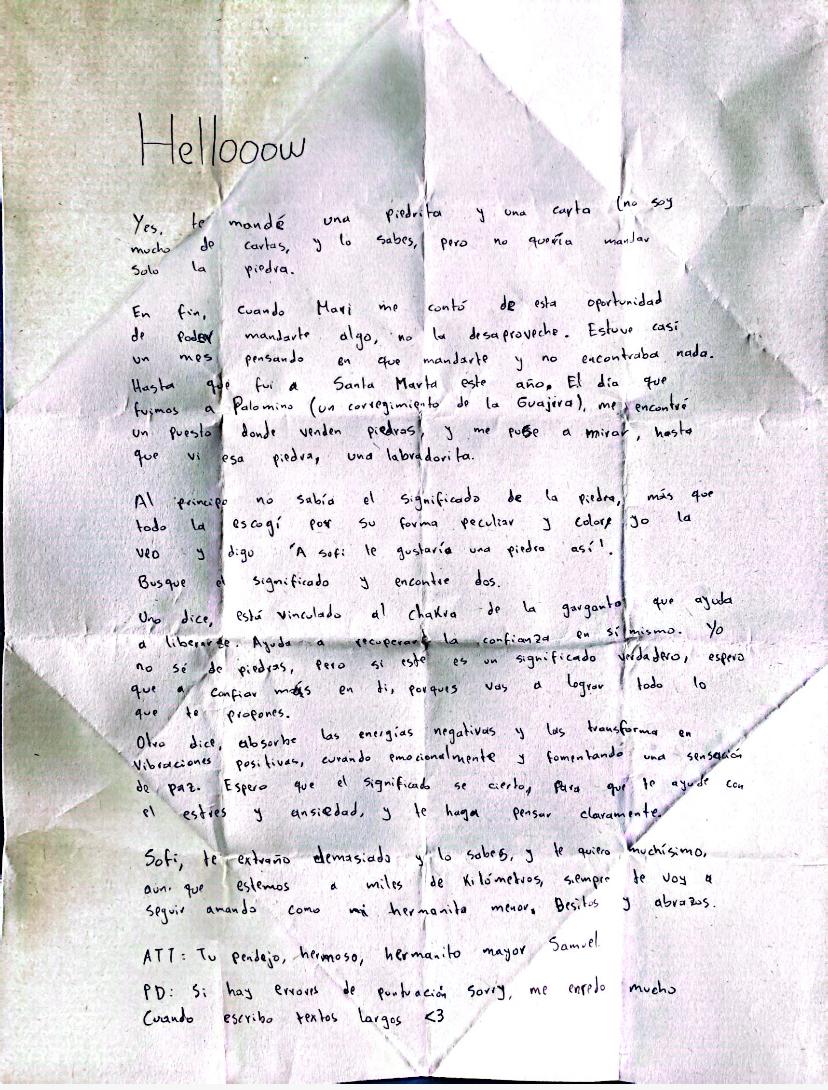 Hellooow
Yes, te mandé una piedrita y una carta (no soy
mucho de cartas, y lo sabes, pero no quería mandar
solo la piedra.
En fin, cuando Mari me contó de esta oportunidad
de poder mandarte algo, no la desaproveche. Estuve casi
un mes pensando en que mandarte y no encontraba nada.
Hasta que fui a Santa Marta este año. El día que
fuimos a Palomino (un corregimiento de la Guajira), me encontré
un puesto donde venden piedras, y me puse a mirar, hasta
que vi esa piedra, una labradorita.
Al principo no sabía el significado de la piedra, más que
todo la escogí por su forma peculiar y color, yo la
veo y digo "A sofi le gustaría una piedra así".
Busque el significado y encontre dos.
Uno dice, está vinculado al chakra de la garganta, que ayuda
a liberarte. Ayuda a recuperar la confianza en sí mismo. Yo
no sé de piedras, pero si este es un significado verdadero, espero
que a confiar más en ti, porques vas a lograr todo lo
que te propones.
Otro dice, absorbe las energías negativas y las transforma en
vibraciones positivas, curando emocionalmente y fomentando una sensación
de paz. Espero que el significado se cierto, para que te ayude con
el estres y ansiedad, y te haga pensar claramente.
Sofi, te extraño demasiado y lo sabes, y te quiero muchísimo,
aun que estemos a miles de kilómetros, siempre te voy a
seguir amando como mi hermanita menor. Besitos y abrazos.
ATT: Tu pendejo, hermoso, hermanito mayor Samuel
PD: Si hay errores de puntuación sorry, me enredo mucho
cuando escribo textos largos <3